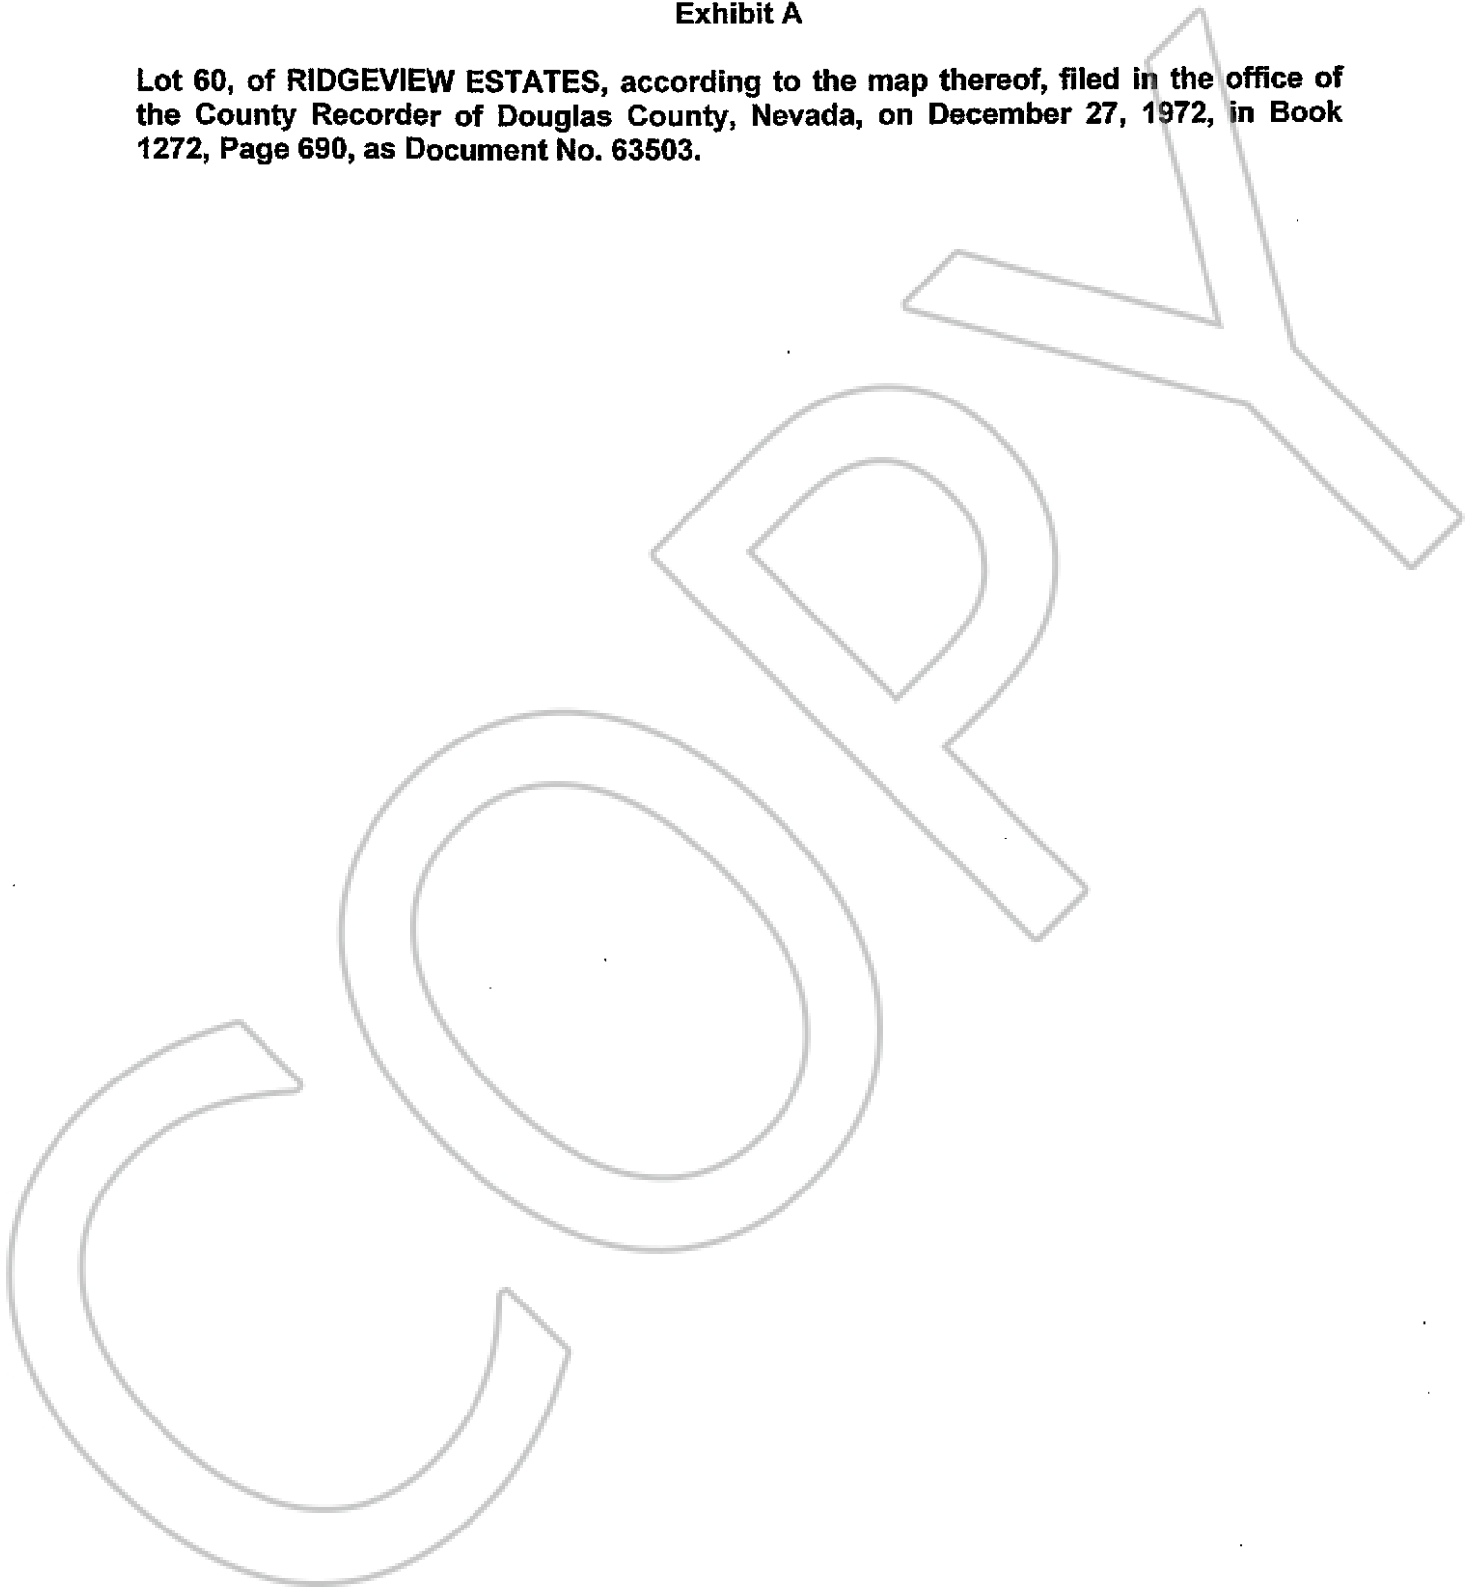 Exhibit A
Lot 60, of RIDGEVIEW ESTATES, according to the map thereof, filed in the office of
the County Recorder of Douglas County, Nevada, on December 27, 1972, in Book
1272, Page 690, as Document No. 63503.
COPY